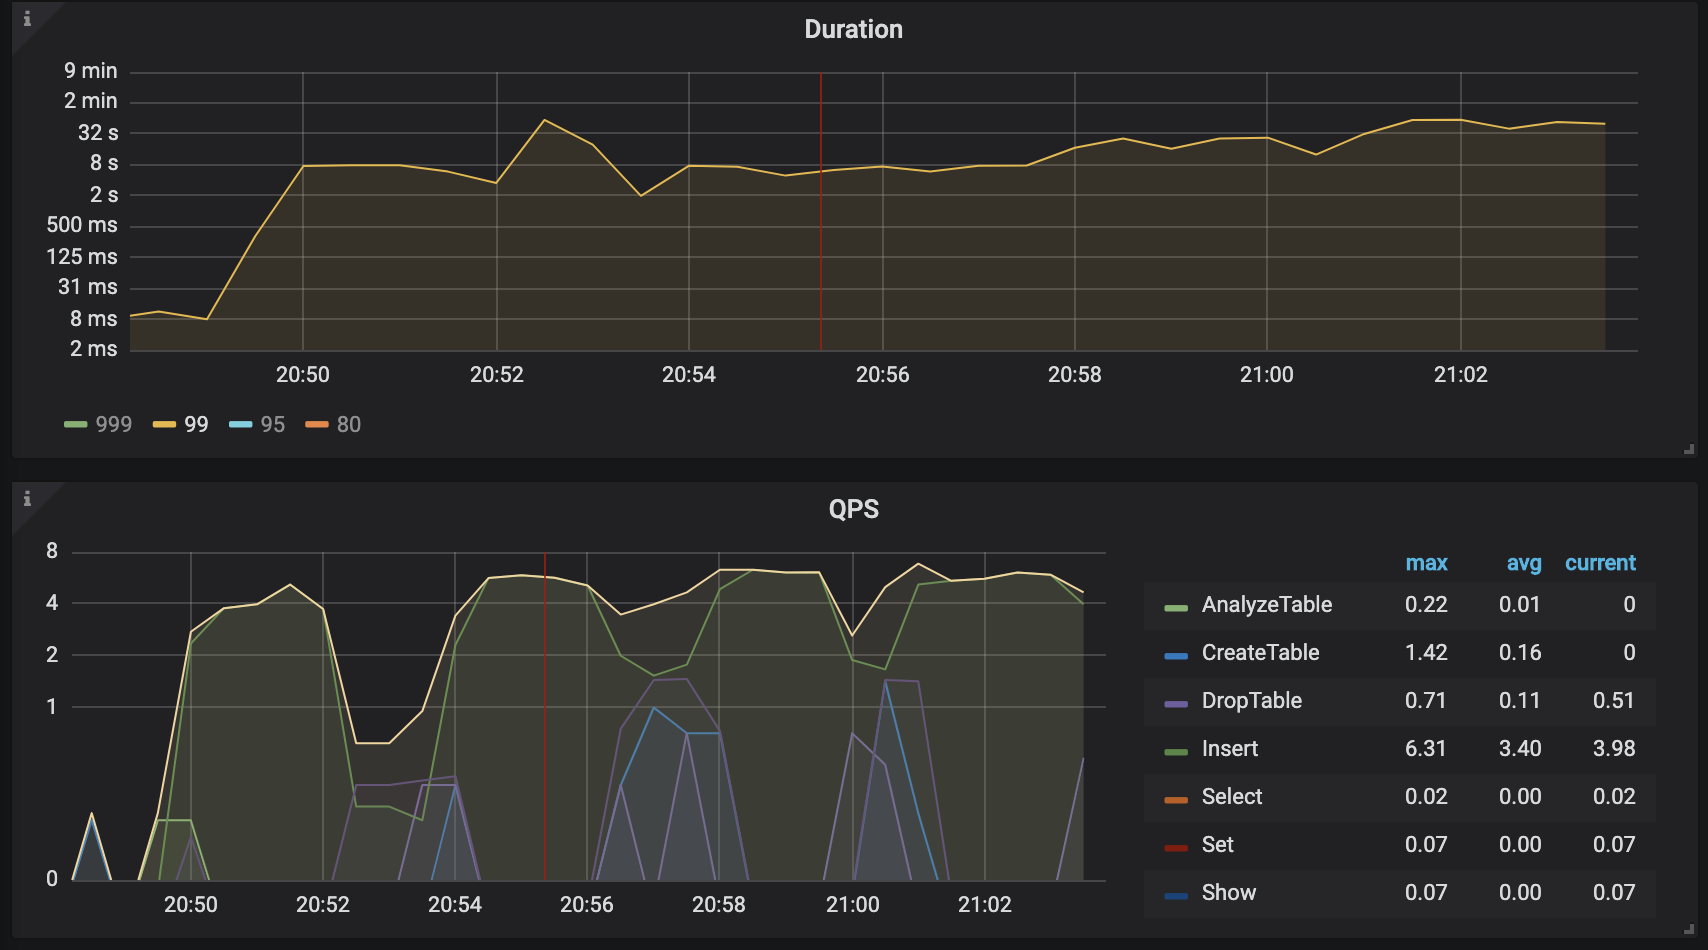 Duration
9 min
2 min
32 s
8 s
2 s
500 ms
125 ms
31 ms
8 ms
2 ms
20:50 20:52 20:54 20:56 20:58 21:00 21:02
999 99 95 80
QPS
8
4
2
1
0
20:50 20:52 20:54 20:56 20:58 21:00 21:02
max avg current
AnalyzeTable 0.22 0.01 0
CreateTable 1.42 0.16 0
DropTable 0.71 0.11 0.51
Insert 6.31 3.40 3.98
Select 0.02 0.00 0.02
Set 0.07 0.00 0.07
Show 0.07 0.00 0.07